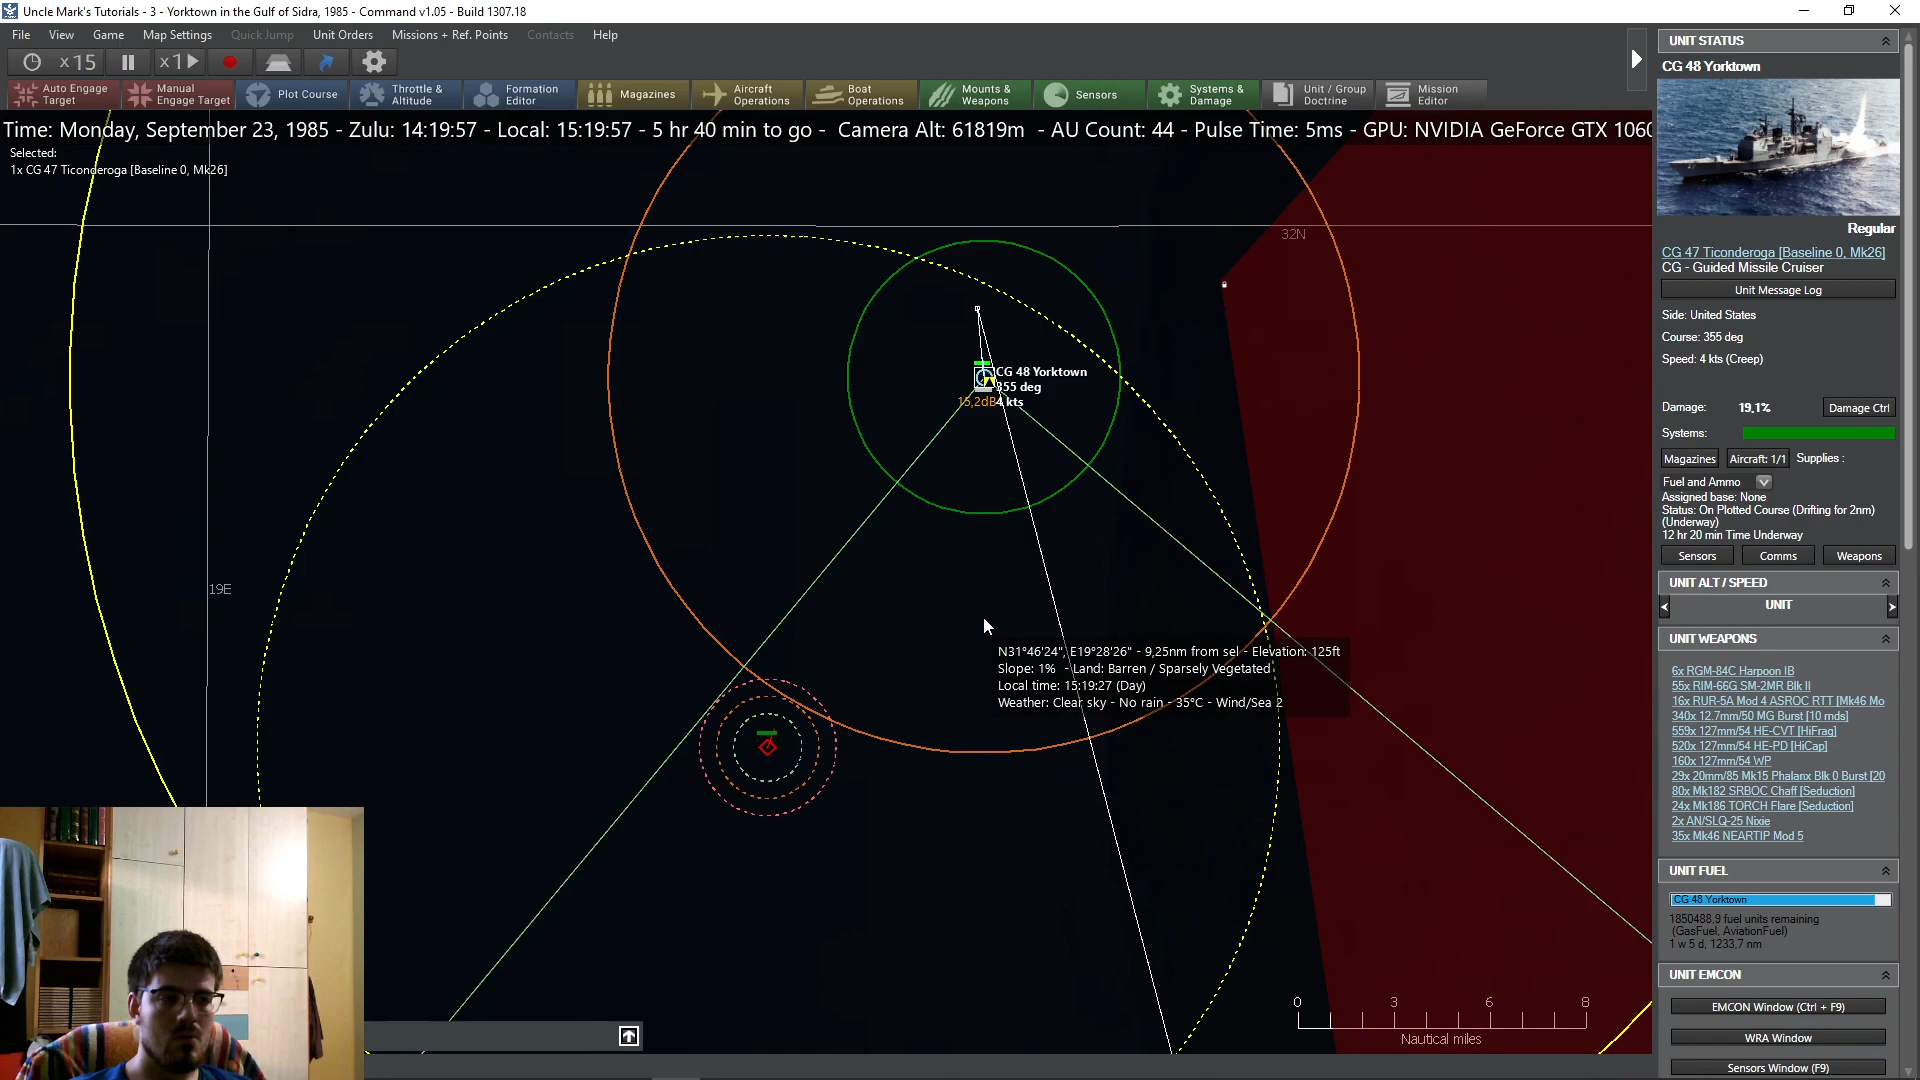 Uncle Mark's Tutorials - 3 - Yorktown in the Gulf of Sidra, 1985 - Command v1.05 - Build 1307.18
File View Game Map Settings Quick Jump Unit Orders Missions + Ref. Points Contacts Help
x 15 x 1
Auto Engage Target
Manual Engage Target
Plot Course
Throttle & Altitude
Formation Editor
Magazines
Aircraft Operations
Boat Operations
Mounts & Weapons
Sensors
Systems & Damage
Unit / Group Doctrine
Mission Editor
Time: Monday, September 23, 1985 - Zulu: 14:19:57 - Local: 15:19:57 - 5 hr 40 min to go - Camera Alt: 61819m - AU Count: 44 - Pulse Time: 5ms - GPU: NVIDIA GeForce GTX 1060
Selected:
1x CG 47 Ticonderoga [Baseline 0, Mk26]
32N
CG 48 Yorktown
355 deg
15,2dB 4 kts
19E
N31°46'24", E19°28'26" - 9,25nm from sel - Elevation: 125ft
Slope: 1% - Land: Barren / Sparsely Vegetated
Local time: 15:19:27 (Day)
Weather: Clear sky - No rain - 35°C - Wind/Sea 2
0 3 6 8
Nautical miles
UNIT STATUS
CG 48 Yorktown
Regular
CG 47 Ticonderoga [Baseline 0, Mk26]
CG - Guided Missile Cruiser
Unit Message Log
Side: United States
Course: 355 deg
Speed: 4 kts (Creep)
Damage: 19,1% Damage Ctrl
Systems:
Magazines Aircraft: 1/1 Supplies :
Fuel and Ammo
Assigned base: None
Status: On Plotted Course (Drifting for 2nm)
(Underway)
12 hr 20 min Time Underway
Sensors Comms Weapons
UNIT ALT / SPEED
< UNIT >
UNIT WEAPONS
6x RGM-84C Harpoon IB
55x RIM-66G SM-2MR Blk II
16x RUR-5A Mod 4 ASROC RTT [Mk46 Mo
340x 12.7mm/50 MG Burst [10 rnds]
559x 127mm/54 HE-CVT [HiFrag]
520x 127mm/54 HE-PD [HiCap]
160x 127mm/54 WP
29x 20mm/85 Mk15 Phalanx Blk 0 Burst [20
80x Mk182 SRBOC Chaff [Seduction]
24x Mk186 TORCH Flare [Seduction]
2x AN/SLQ-25 Nixie
35x Mk46 NEARTIP Mod 5
UNIT FUEL
CG 48 Yorktown
1850488,9 fuel units remaining
(GasFuel, AviationFuel)
1 w 5 d, 1233,7 nm
UNIT EMCON
EMCON Window (Ctrl + F9)
WRA Window
Sensors Window (F9)